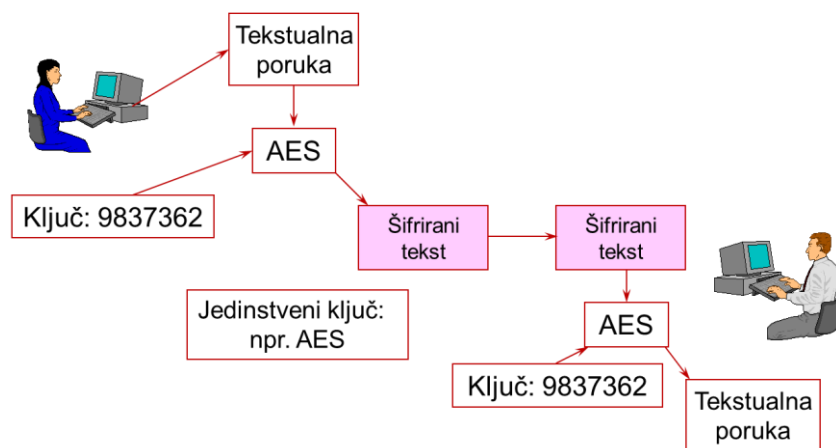 Tekstualna
poruka
AES
Ključ: 9837362
Šifrirani
tekst
Šifrirani
tekst
Jedinstveni ključ:
npr. AES
AES
Ključ: 9837362
Tekstualna
poruka